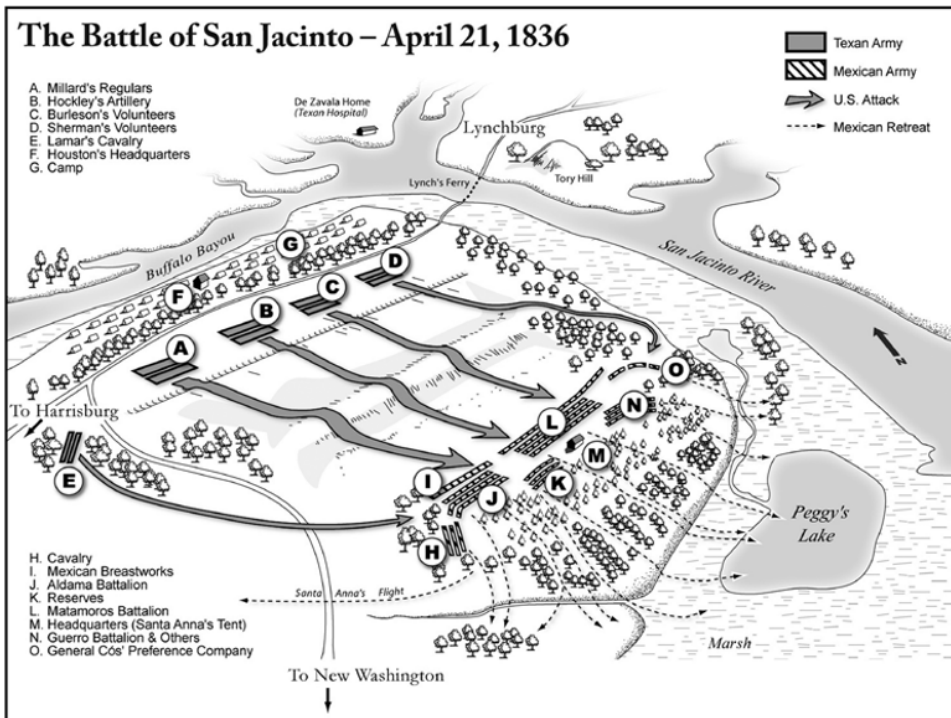 The Battle of San Jacinto – April 21, 1836
Texan Army
Mexican Army
U.S. Attack
Mexican Retreat
A. Millard's Regulars
B. Hockley's Artillery
C. Burleson's Volunteers
D. Sherman's Volunteers
E. Lamar's Cavalry
F. Houston's Headquarters
G. Camp
De Zavala Home
(Texan Hospital)
Lynchburg
Tory Hill
Lynch's Ferry
Buffalo Bayou
San Jacinto River
N
G
F
D
C
B
A
O
To Harrisburg
E
L
N
M
I
J
K
H
Peggy's
Lake
Santa Anna's Flight
Marsh
H. Cavalry
I. Mexican Breastworks
J. Aldama Battalion
K. Reserves
L. Matamoros Battalion
M. Headquarters (Santa Anna's Tent)
N. Guerro Battalion & Others
O. General Cós' Preference Company
To New Washington